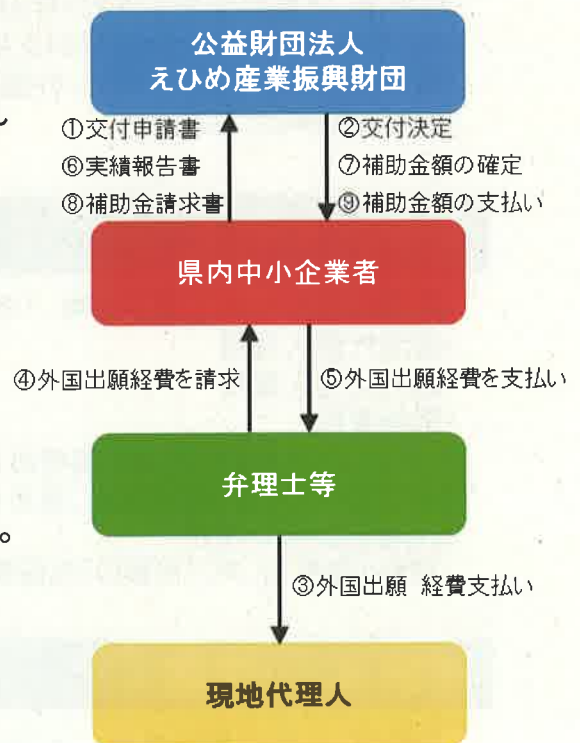 公益財団法人
えひめ産業振興財団
①交付申請書
⑥実績報告書
⑧補助金請求書
②交付決定
⑦補助金額の確定
⑨補助金額の支払い
県内中小企業者
④外国出願経費を請求
⑤外国出願経費を支払い
弁理士等
。
③外国出願 経費支払い
現地代理人